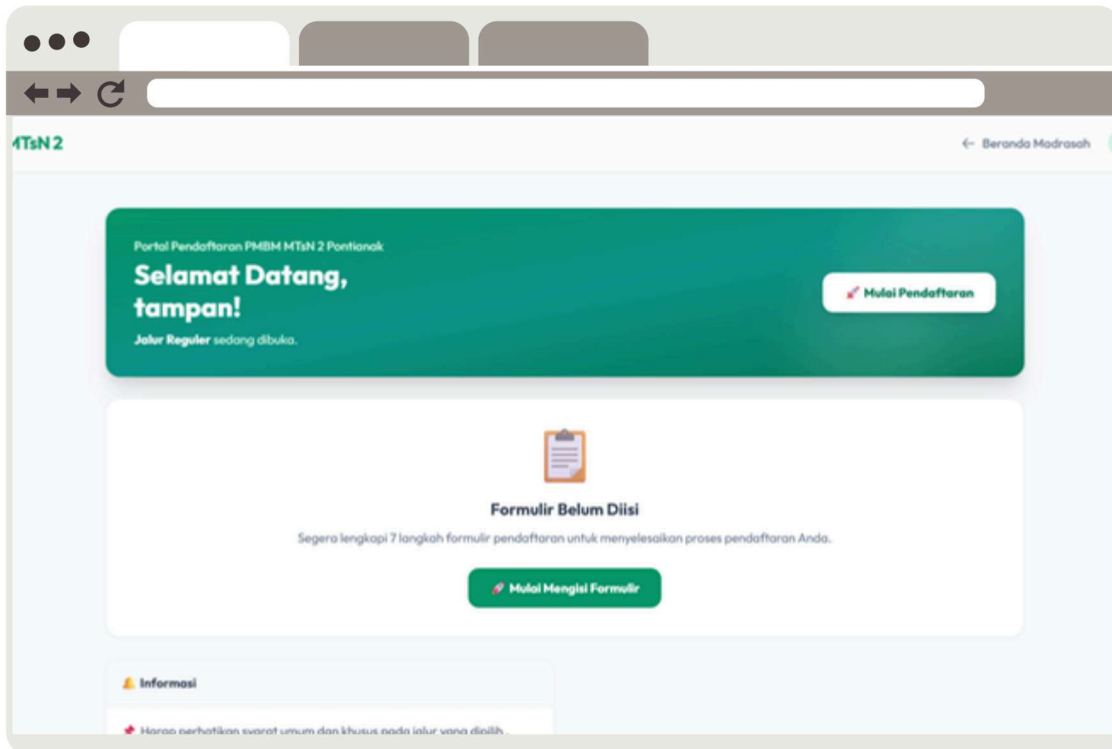 MTsN 2
← Beranda Madrasah
Portal Pendaftaran PMBM MTsN 2 Pontianak
Selamat Datang,
tampan!
Mulai Pendaftaran
Jalur Reguler sedang dibuka.
Formulir Belum Diisi
Segera lengkapi 7 langkah formulir pendaftaran untuk menyelesaikan proses pendaftaran Anda.
Mulai Mengisi Formulir
Informasi
Harap perhatikan syarat umum dan khusus pada jalur yang dipilih.